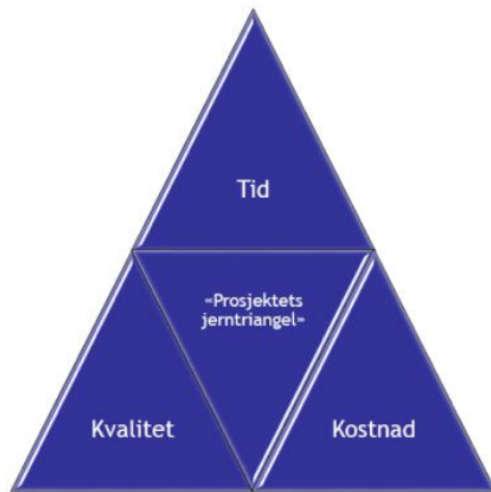 Tid
«Prosjektets
jerntriangel»
Kvalitet
Kostnad